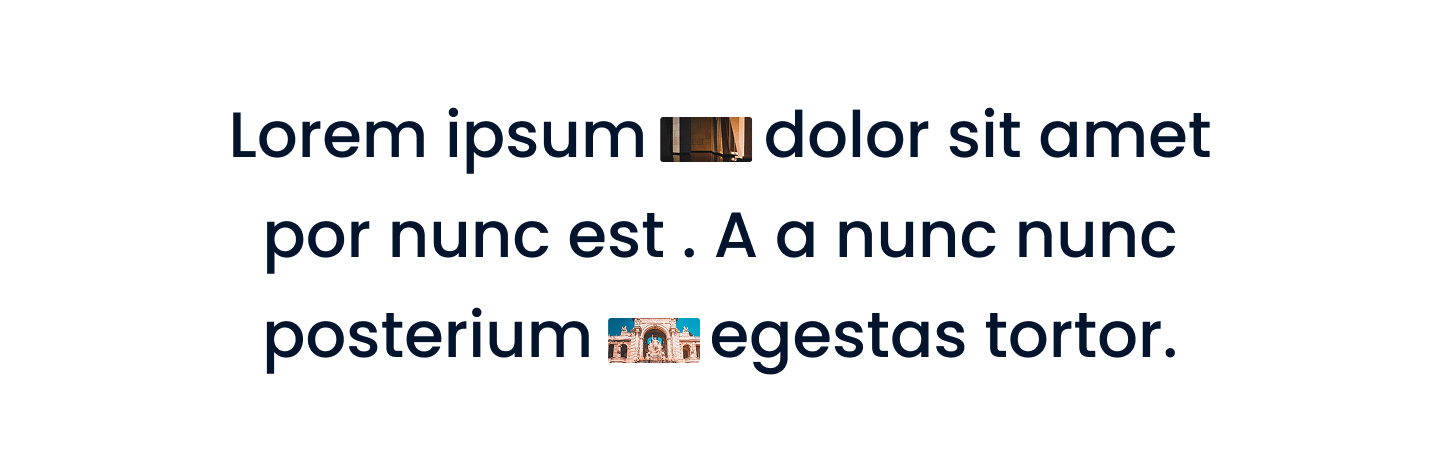 Lorem ipsum dolor sit amet
por nunc est . A a nunc nunc
posterium egestas tortor.